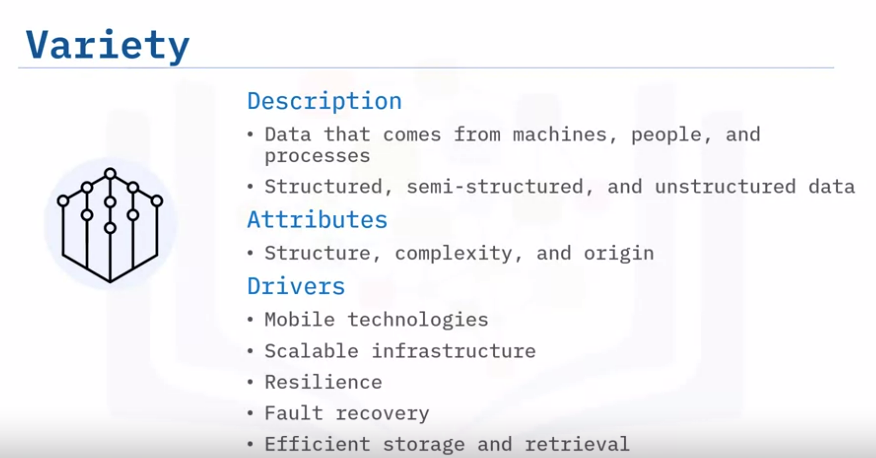 Variety
Description
• Data that comes from machines, people, and
processes
• Structured, semi-structured, and unstructured data
Attributes
• Structure, complexity, and origin
Drivers
• Mobile technologies
• Scalable infrastructure
• Resilience
• Fault recovery
• Efficient storage and retrieval